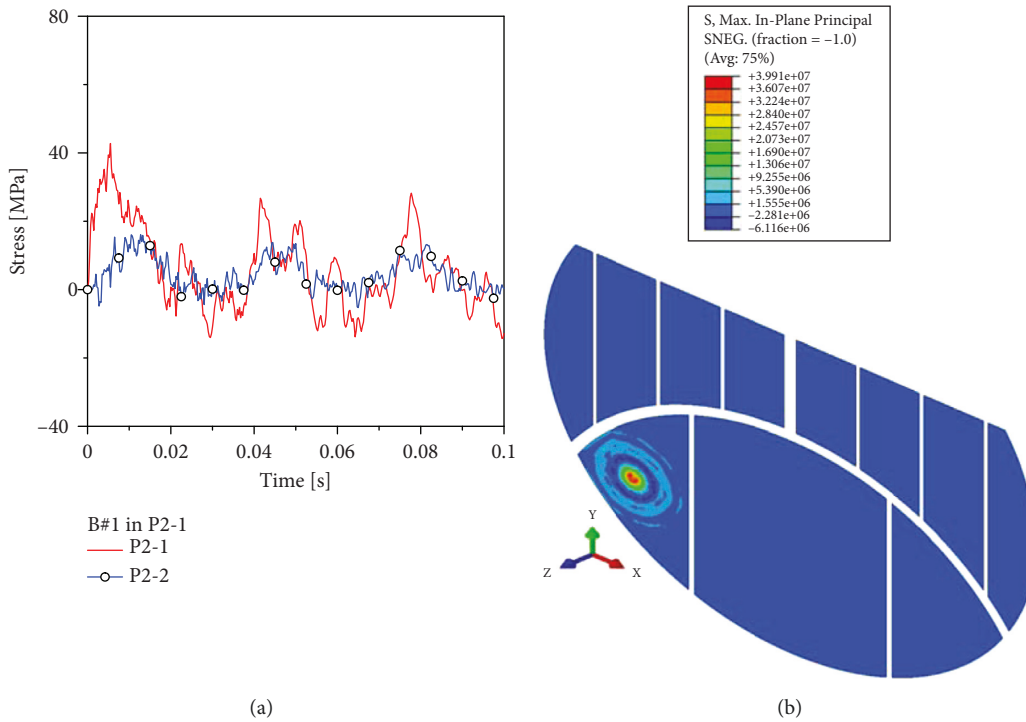 80
40
0
−40
Stress [MPa]
0
0.02
0.04
0.06
0.08
0.1
Time [s]
B#1 in P2-1
P2-1
P2-2
(a)
S, Max. In-Plane Principal
SNEG. (fraction = −1.0)
(Avg: 75%)
+3.991e+07
+3.607e+07
+3.224e+07
+2.840e+07
+2.457e+07
+2.073e+07
+1.690e+07
+1.306e+07
+9.255e+06
+5.390e+06
+1.555e+06
−2.281e+06
−6.116e+06
Y
Z
X
(b)